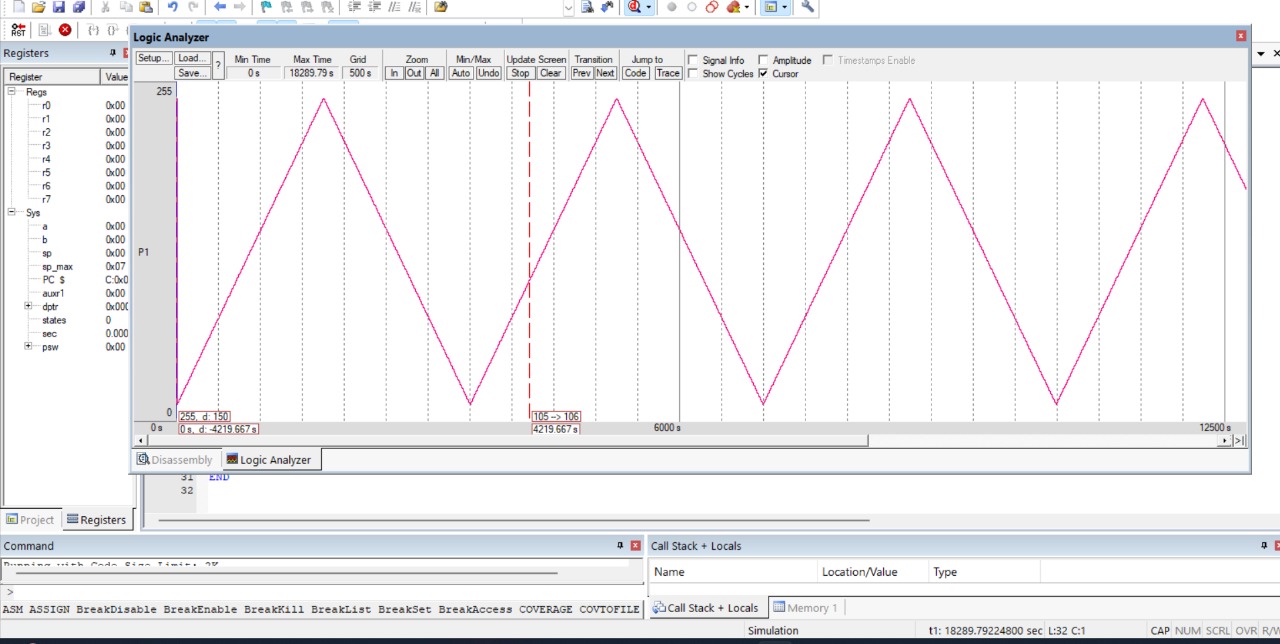 RST
{} {}
Logic Analyzer
Registers
Setup... Load... Save... ? Min Time 0 s Max Time 18289.79 s Grid 500 s Zoom In Out All Min/Max Auto Undo Update Screen Stop Clear Transition Prev Next Jump to Code Trace Signal Info Amplitude Timestamps Enable Show Cycles Cursor
Register Value
Regs
r0 0x00
r1 0x00
r2 0x00
r3 0x00
r4 0x00
r5 0x00
r6 0x00
r7 0x00
Sys
a 0x00
b 0x00
sp 0x00
sp_max 0x07
PC $ C:0x0
auxr1 0x00
dptr 0x000
states 0
sec 0.000
psw 0x00
255
P1
0
255, d: 150 105 --> 106
0 s 0 s, d: -4219.667 s 4219.667 s 6000 s 12500 s
Disassembly Logic Analyzer
31 END
32
Project Registers
Command
Running with Code Size Limit: 2K
>
ASM ASSIGN BreakDisable BreakEnable BreakKill BreakList BreakSet BreakAccess COVERAGE COVTOFILE
Call Stack + Locals
Name Location/Value Type
Call Stack + Locals Memory 1
Simulation t1: 18289.79224800 sec L:32 C:1 CAP NUM SCRL OVR R/W